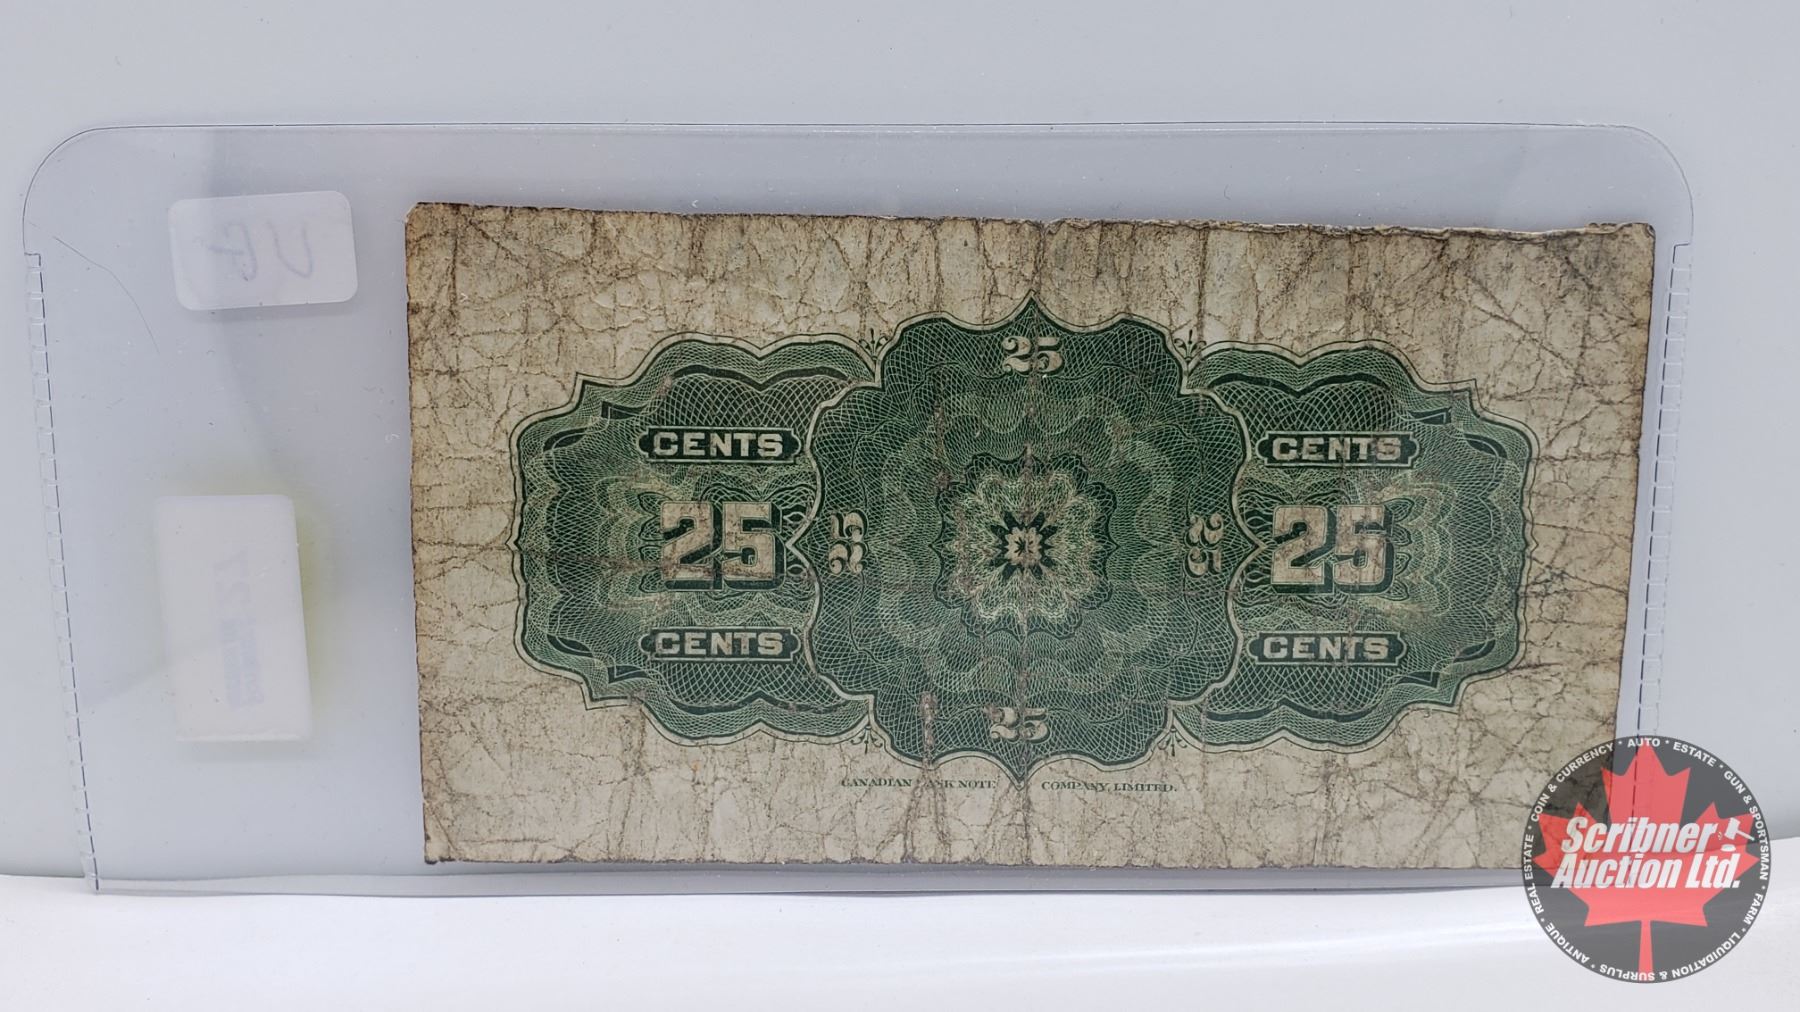 25
CENTS
CENTS
25
25
25
25
CENTS
CENTS
25
CANADIAN BANK NOTE COMPANY, LIMITED.
Scribner
Auction Ltd.
REAL ESTATE • COIN & CURRENCY • AUTO • ESTATE • GUN & SPORTSMAN • FARM • LIQUIDATION & SURPLUS • ANTIQUE